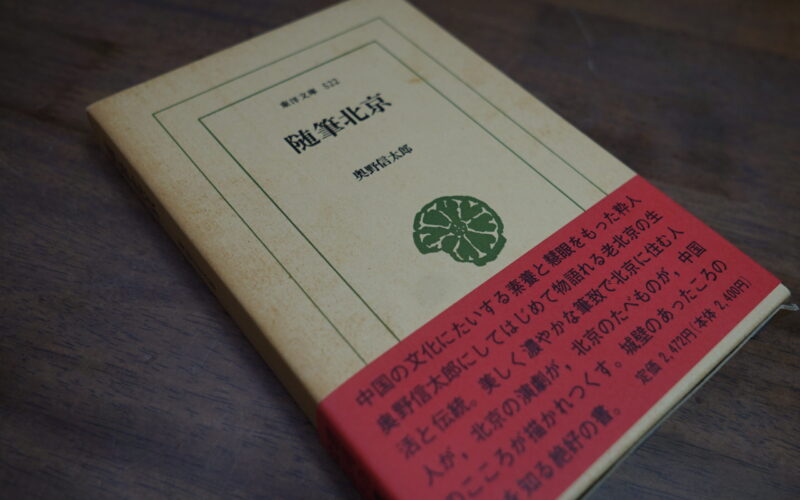 東洋文庫 522
随筆北京
奥野信太郎
中国の文化にたいする素養と慧眼をもった粋人
奥野信太郎にしてはじめて物語れる老北京の生
活と伝統。美しく濃やかな筆致で北京に住む人
人が，北京の演劇が，北京のたべものが，中国
のこころが描かれつくす。城壁のあったころの
を知る絶好の書。
定価 2,472円(本体 2,400円)